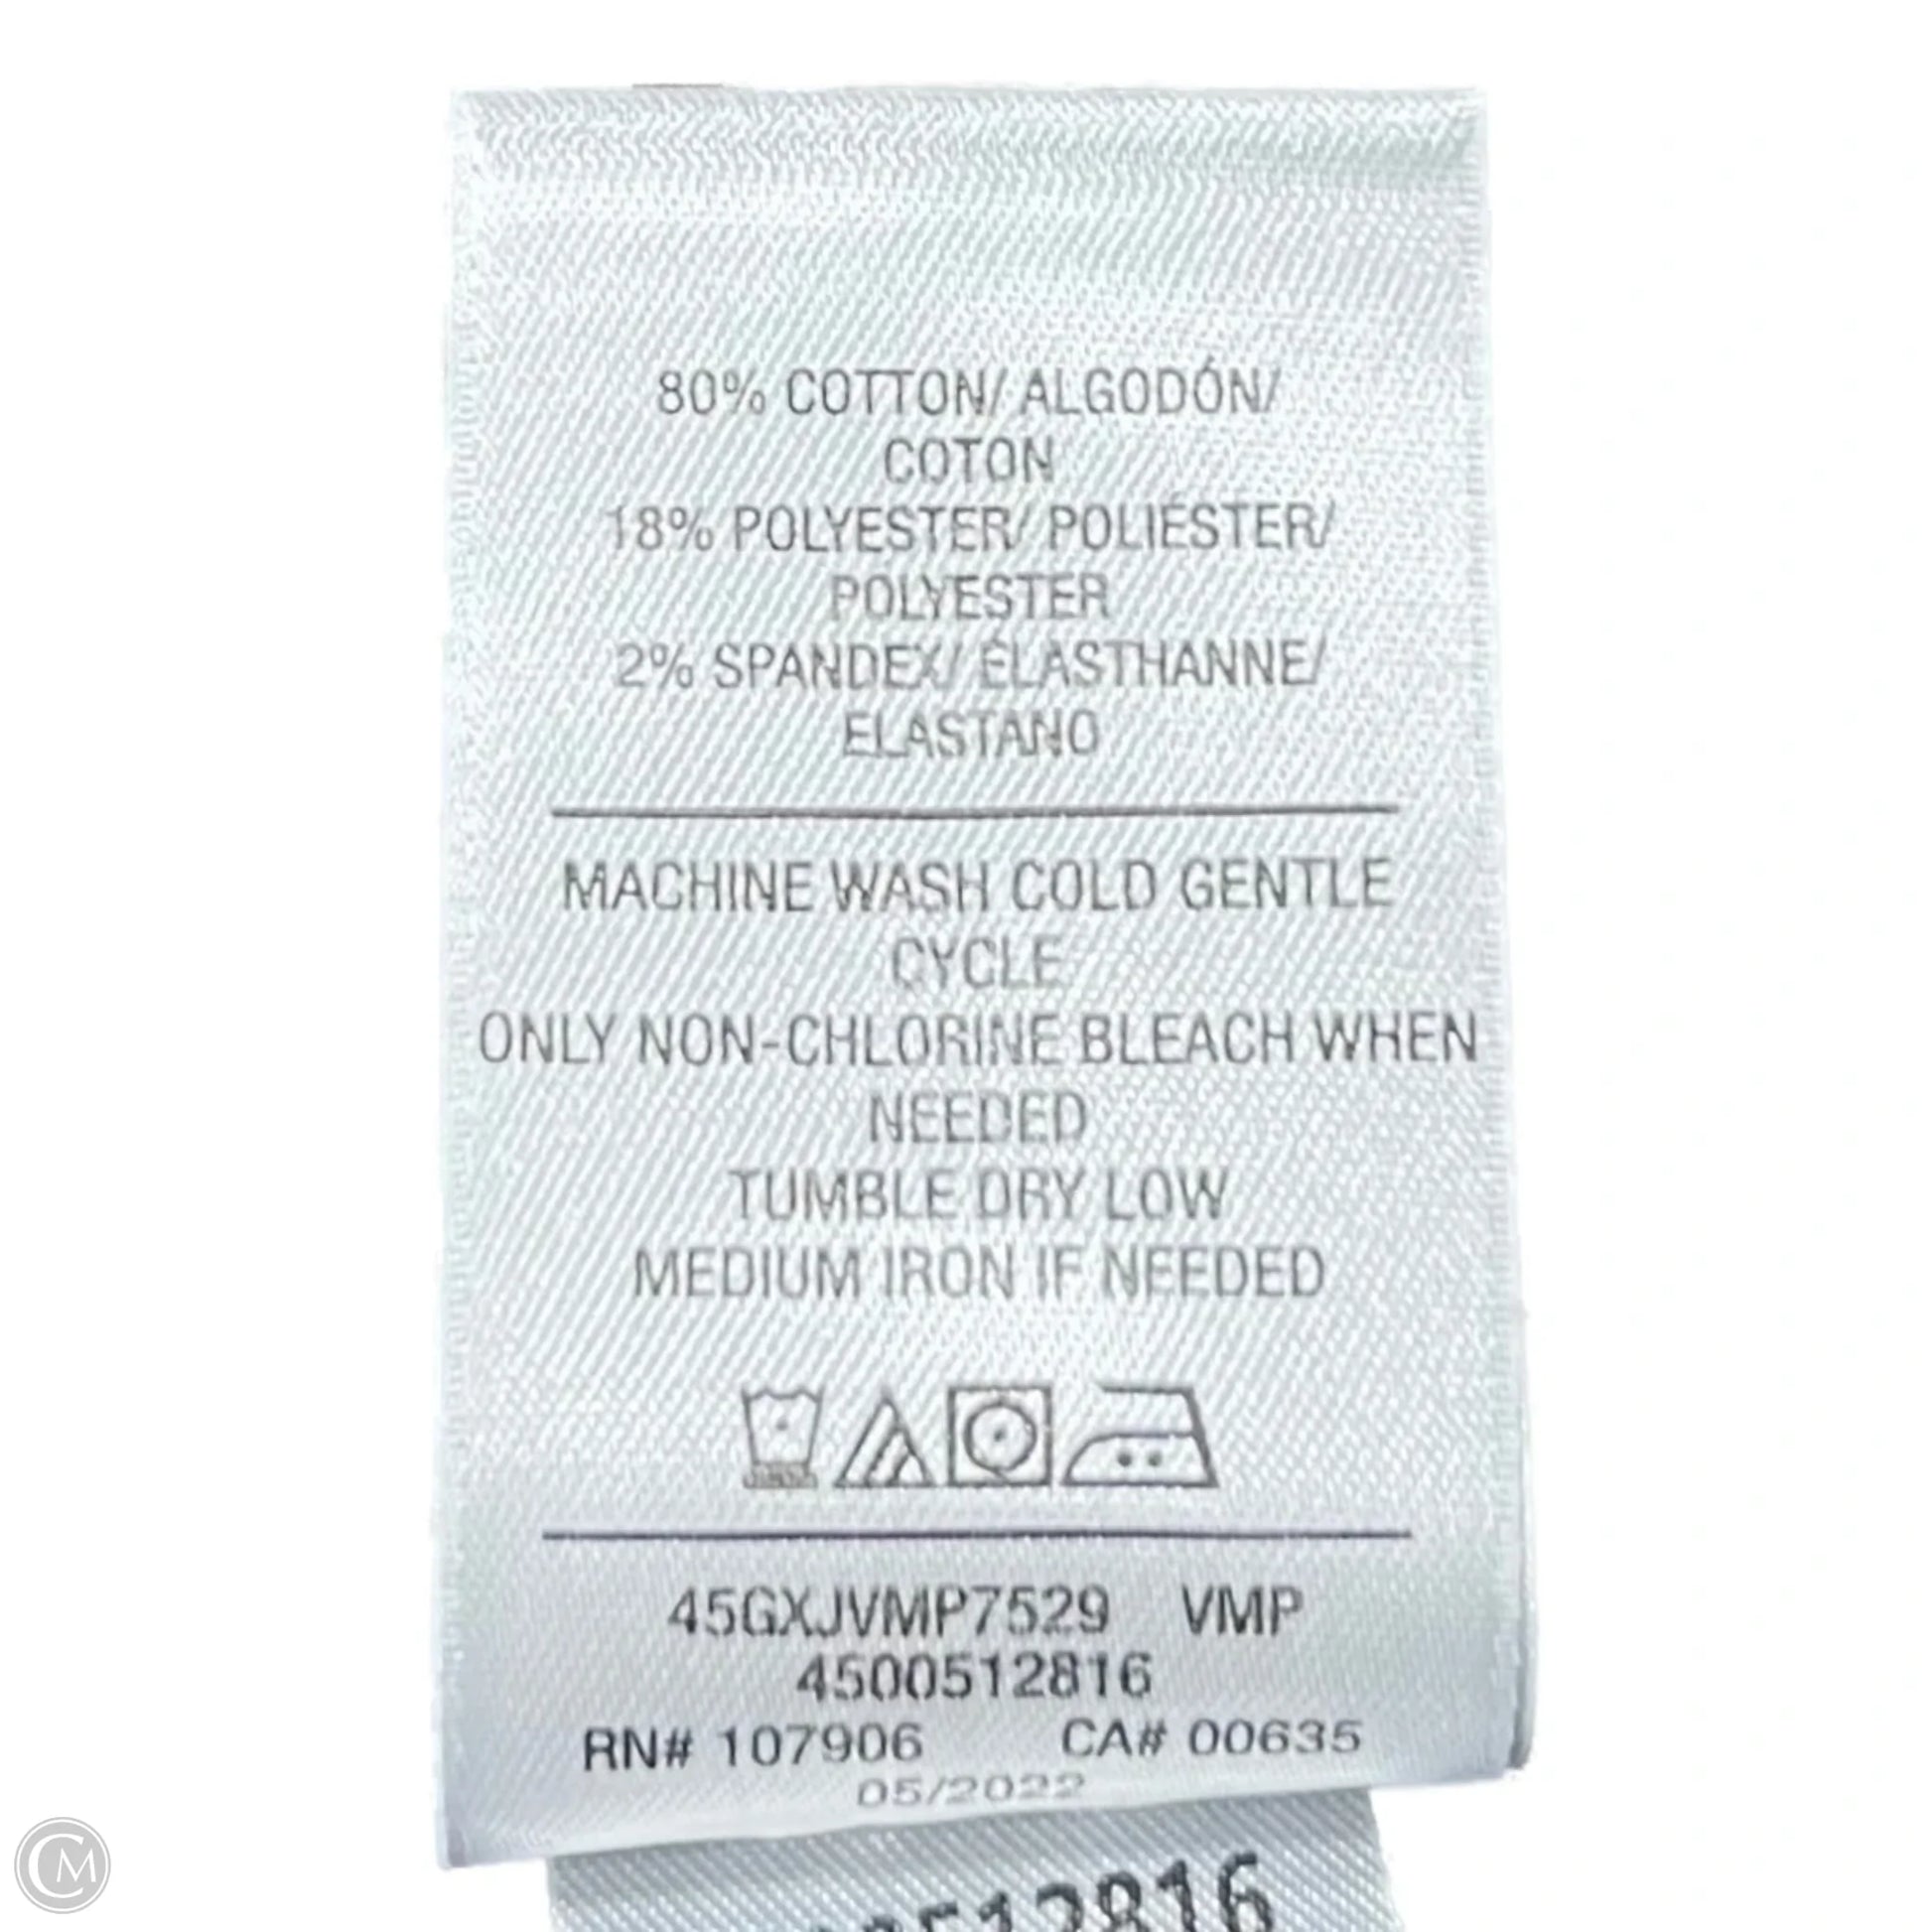 80% COTTON/ ALGODÓN/
COTON
18% POLYESTER/ POLIÉSTER/
POLYESTER
2% SPANDEX/ ÉLASTHANNE/
ELASTANO
MACHINE WASH COLD GENTLE
CYCLE
ONLY NON-CHLORINE BLEACH WHEN
NEEDED
TUMBLE DRY LOW
MEDIUM IRON IF NEEDED
45GXJVMP7529 VMP
4500512816
RN# 107906 CA# 00635
05/2022
CM